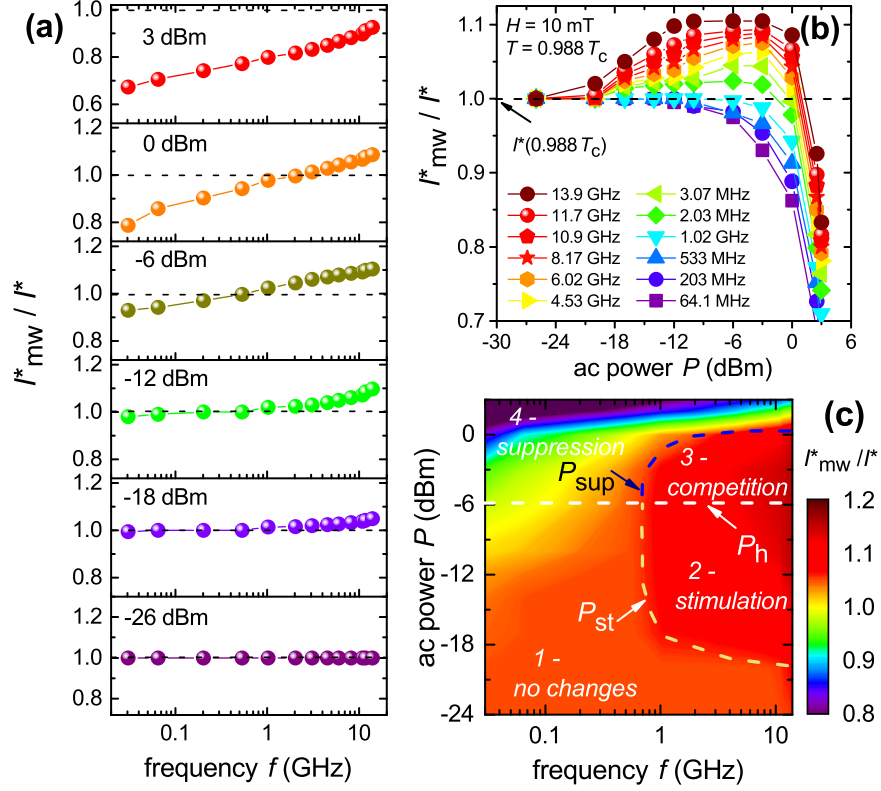 (a)
1.0
3 dBm
0.8
0.6
1.2
0 dBm
1.0
0.8
1.2
-6 dBm
1.0
0.8
1.2
-12 dBm
1.0
0.8
1.2
-18 dBm
1.0
0.8
1.2
-26 dBm
1.0
0.8
0.1 1 10
frequency f (GHz)
I*mw / I*
(b)
H = 10 mT
T = 0.988 Tc
I*(0.988 Tc)
13.9 GHz
11.7 GHz
10.9 GHz
8.17 GHz
6.02 GHz
4.53 GHz
3.07 MHz
2.03 MHz
1.02 GHz
533 MHz
203 MHz
64.1 MHz
1.1
1.0
0.9
0.8
0.7
-30 -24 -18 -12 -6 0 6
ac power P (dBm)
I*mw / I*
(c)
4 -
suppression
Psup
3 -
competition
Ph
2 -
stimulation
Pst
1 -
no changes
0
-6
-12
-18
-24
ac power P (dBm)
0.1 1 10
frequency f (GHz)
I*mw /I*
1.2
1.1
1.0
0.9
0.8